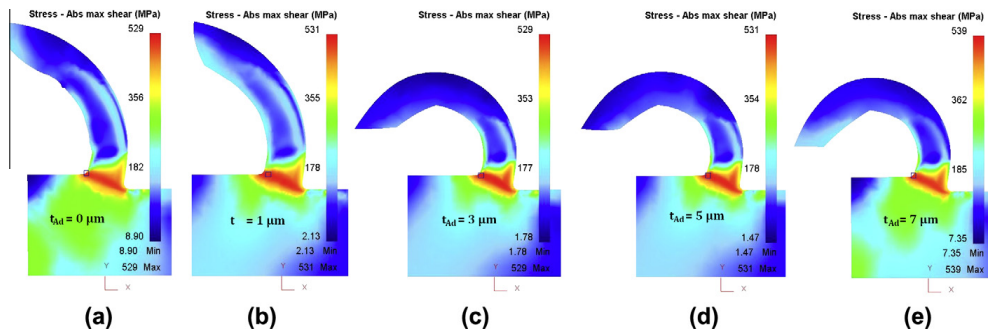 Stress - Abs max shear (MPa)
529
356
182
8.90
8.90 Min
529 Max
t_Ad = 0 μm
Y
X
(a)
Stress - Abs max shear (MPa)
531
355
178
2.13
2.13 Min
531 Max
t = 1 μm
Y
X
(b)
Stress - Abs max shear (MPa)
529
353
177
1.78
1.78 Min
529 Max
t_Ad = 3 μm
Y
X
(c)
Stress - Abs max shear (MPa)
531
354
178
1.47
1.47 Min
531 Max
t_Ad = 5 μm
Y
X
(d)
Stress - Abs max shear (MPa)
539
362
185
7.35
7.35 Min
539 Max
t_Ad = 7 μm
Y
X
(e)